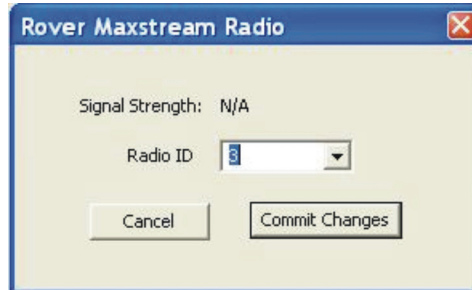 Rover Maxstream Radio
Signal Strength: N/A
Radio ID 3
Cancel Commit Changes